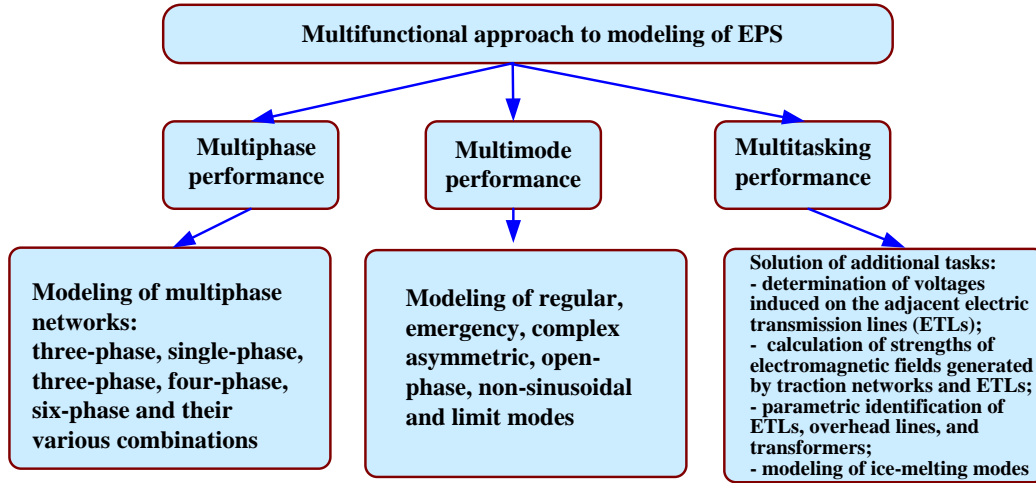 Multifunctional approach to modeling of EPS
Multiphase
performance
Multimode
performance
Multitasking
performance
Modeling of multiphase
networks:
three-phase, single-phase,
three-phase, four-phase,
six-phase and their
various combinations
Modeling of regular,
emergency, complex
asymmetric, open-
phase, non-sinusoidal
and limit modes
Solution of additional tasks:
- determination of voltages
induced on the adjacent electric
transmission lines (ETLs);
- calculation of strengths of
electromagnetic fields generated
by traction networks and ETLs;
- parametric identification of
ETLs, overhead lines, and
transformers;
- modeling of ice-melting modes